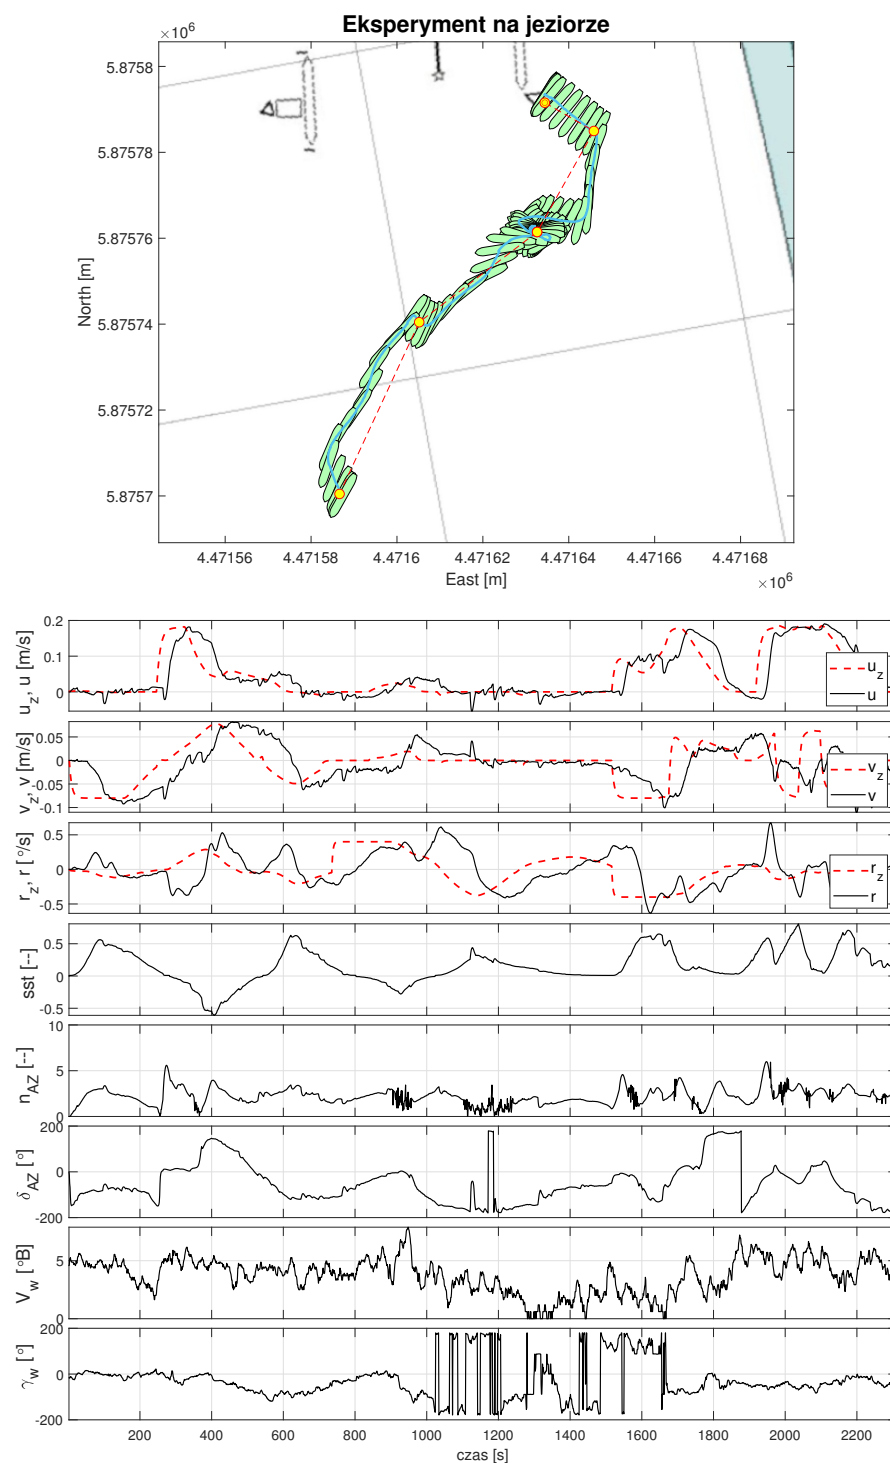 Eksperyment na jeziorze
×10^6
5.8758
5.87578
5.87576
5.87574
5.87572
5.8757
North [m]
4.47156
4.47158
4.4716
4.47162
4.47164
4.47166
4.47168
East [m]
×10^6
0.2
0.1
0
u_z, u [m/s]
u_z
u
0.05
0
-0.05
-0.1
v_z, v [m/s]
v_z
v
0.5
0
-0.5
r_z, r [°/s]
r_z
r
0.5
0
-0.5
sst [--]
10
5
0
n_AZ [--]
200
0
-200
δ_AZ [°]
5
0
V_w [°B]
200
0
-200
γ_w [°]
200
400
600
800
1000
1200
1400
1600
1800
2000
2200
czas [s]